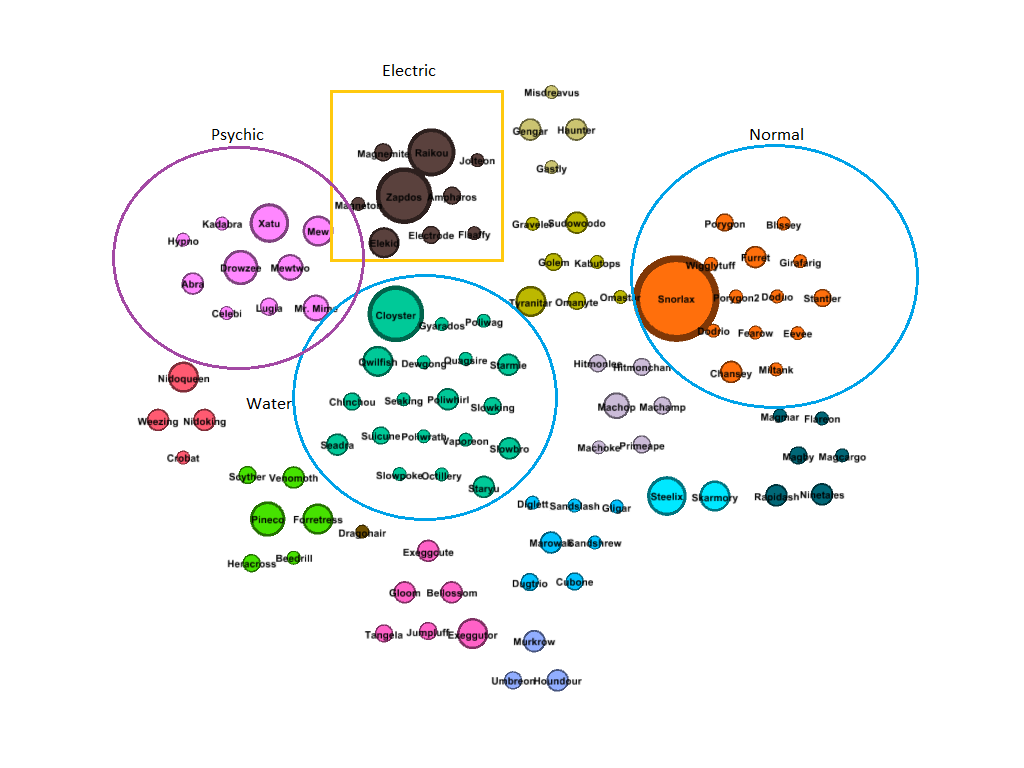 Electric
Misdreavus
Psychic
Gengar Haunter
Normal
Magnemite Raikou Jolteon
Gastly
Zapdos Ampharos
Manneton
Kadabra Xatu Mew
Graveler Sudowoodo
Porygon Blissey
Hypno Elekid Electrode Flaaffy
Drowzee Mewtwo
Golem Kabutops
Wigglytuff Furret Girafarig
Abra
Celebi Lugia Mr. Mime
Tyranitar Omanyte Omastar
Snorlax Porygon2 Doduo Stantler
Cloyster Gyarados Poliwag
Dodrio Fearow Eevee
Qwilfish Dewgong Quagsire Starmie
Hitmonlee Hitmonchan
Chansey Miltank
Nidoqueen
Water
Chinchou Seaking Poliwhirl Slowking
Machop Machamp
Magmar Flareon
Weezing Nidoking
Seadra Suicune Poliwrath Vaporeon Slowbro
Machoke Primeape
Crobat
Magby Magcargo
Scyther Venomoth
Slowpoke Octillery
Staryu
Steelix Skarmory
Rapidash Ninetales
Diglett Sandslash Gligar
Pineco Forretress
Dragonair
Marowak Sandshrew
Exeggcute
Heracross Beedrill
Dugtrio Cubone
Gloom Bellossom
Tangela Jumpluff Exeggutor
Murkrow
Umbreon Houndour